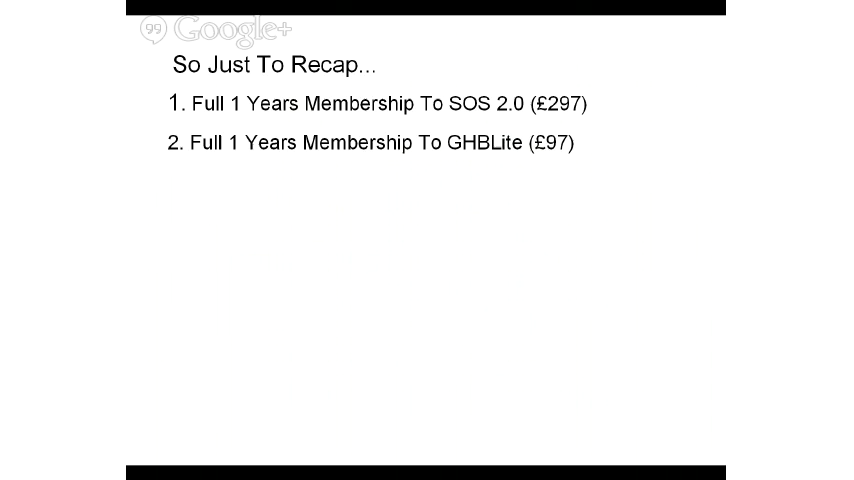 Google+
So Just To Recap...
1. Full 1 Years Membership To SOS 2.0 (£297)
2. Full 1 Years Membership To GHBLite (£97)